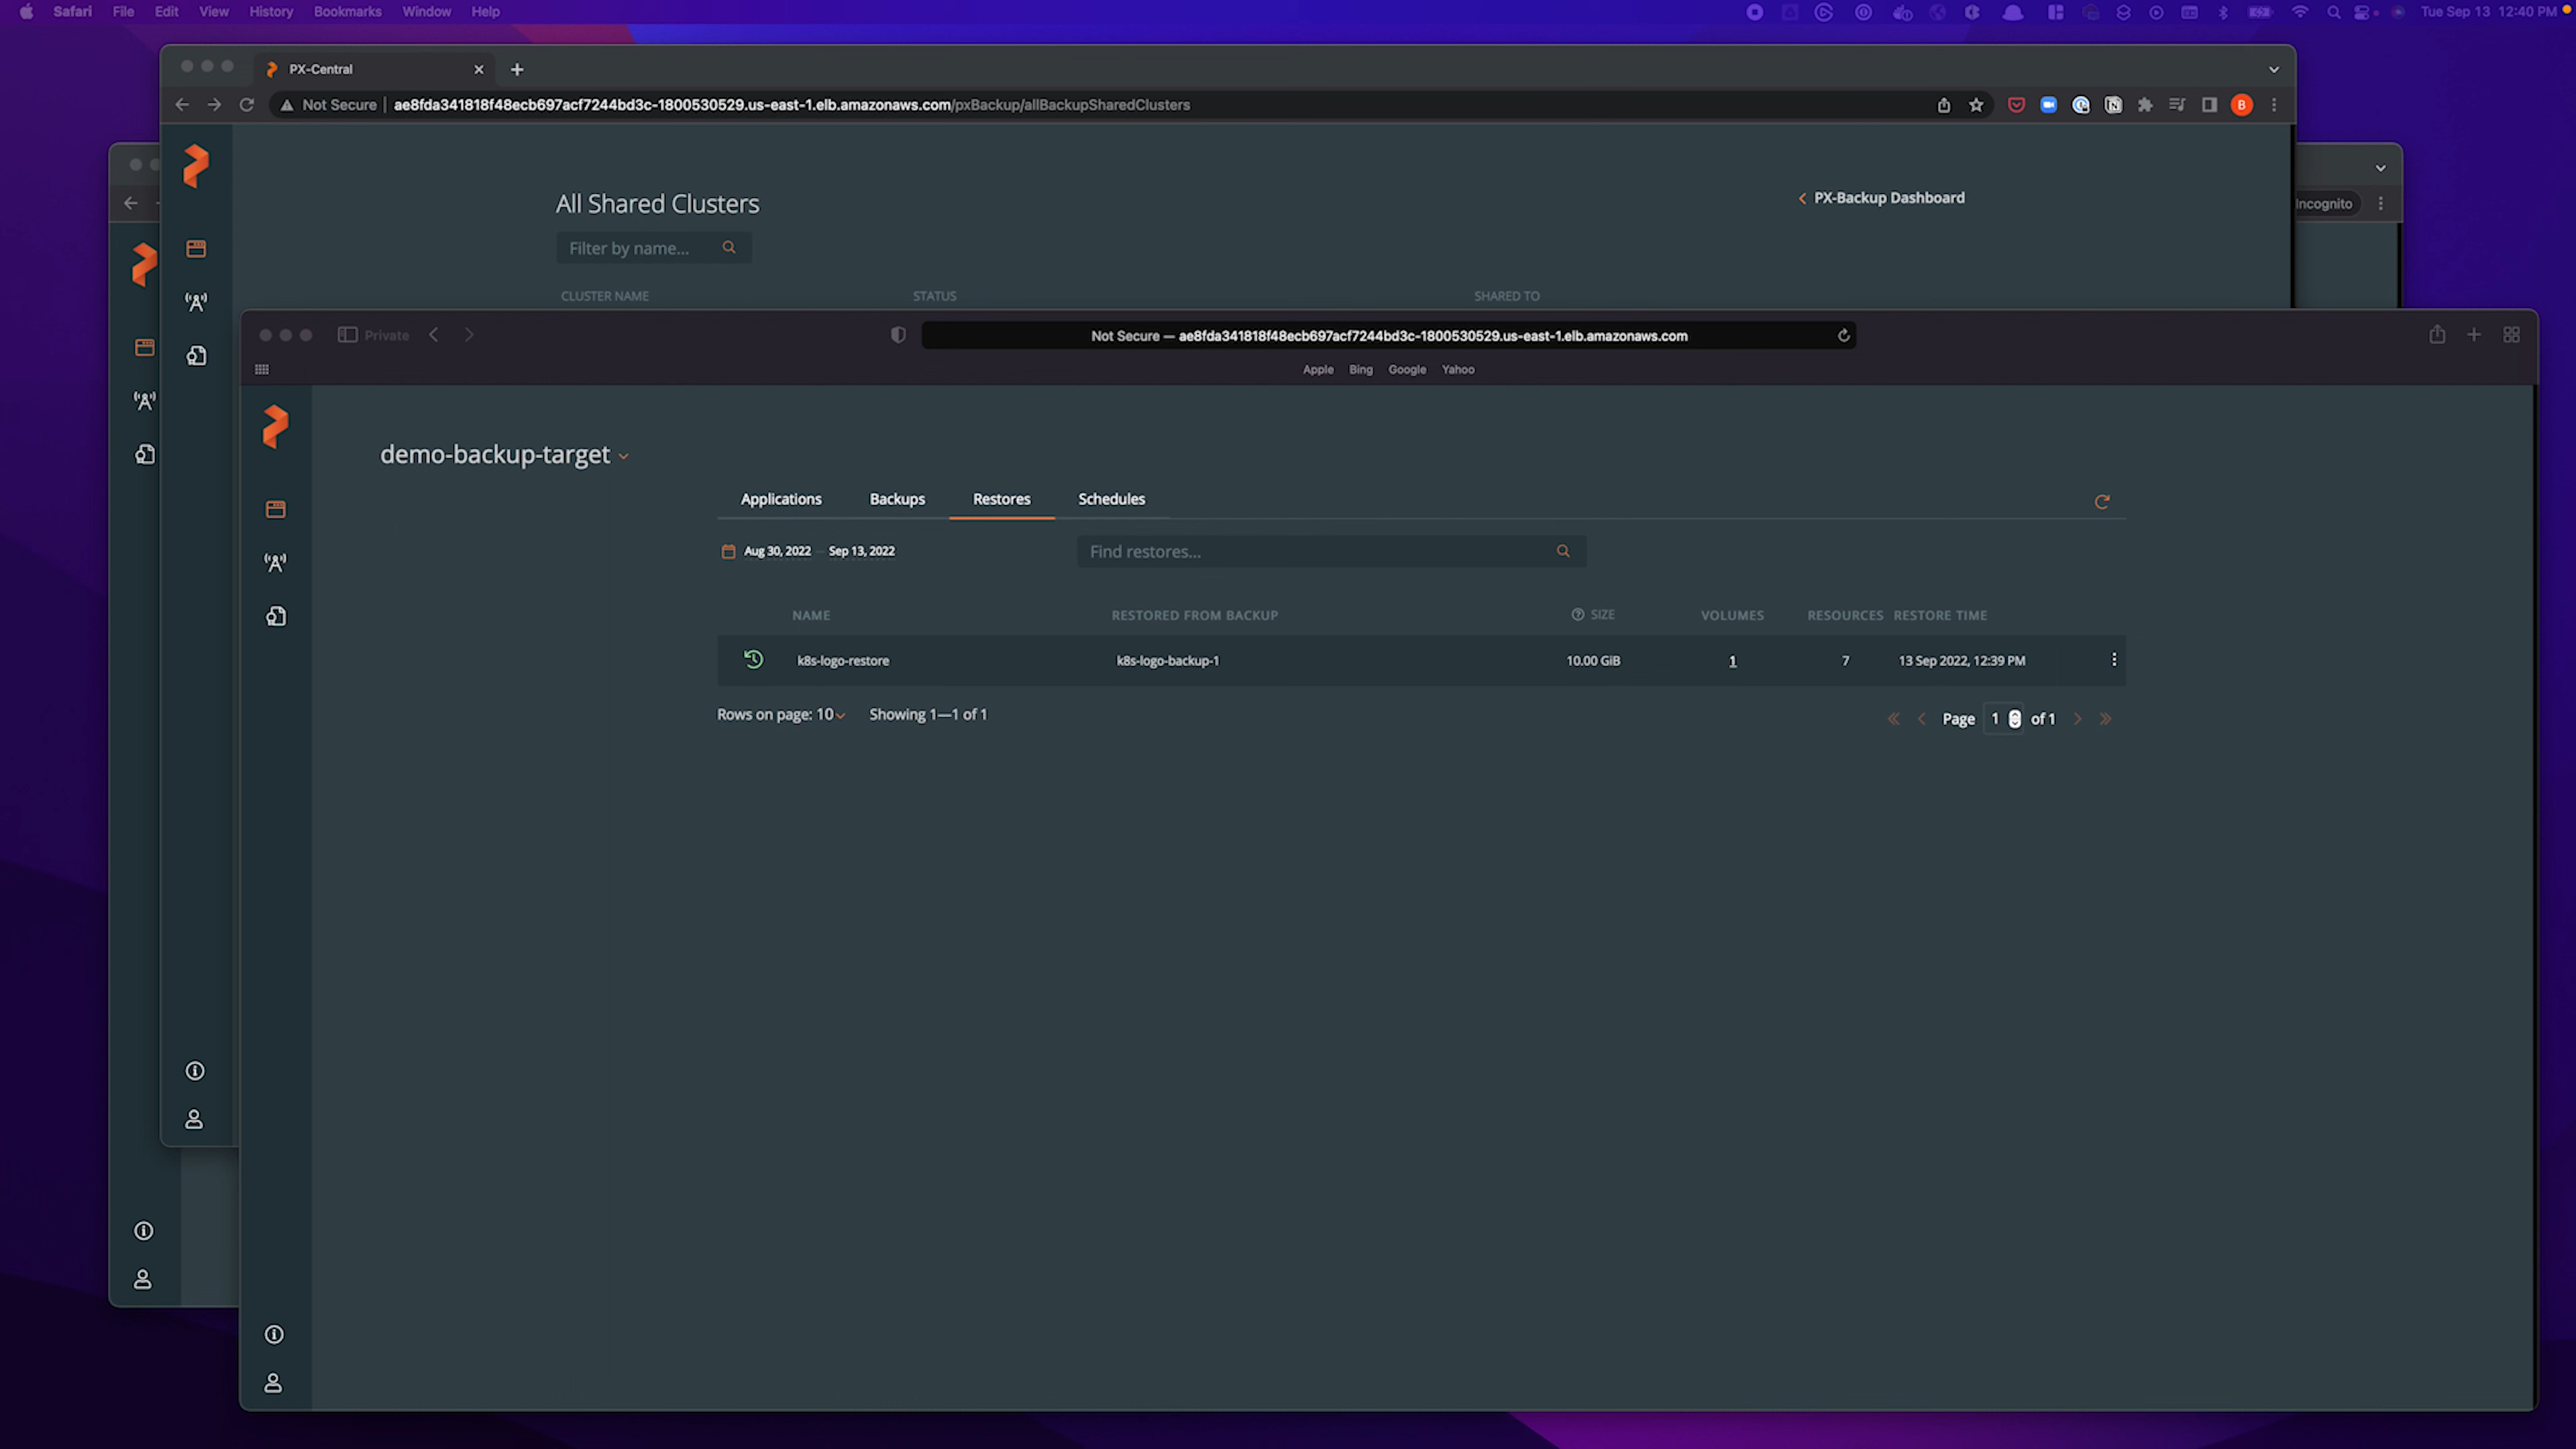 Safari File Edit View History Bookmarks Window Help
Tue Sep 13 12:40 PM
PX-Central
Not Secure | ae8fda341818f48ecb697acf7244bd3c-1800530529.us-east-1.elb.amazonaws.com/pxBackup/allBackupSharedClusters
B
Incognito
All Shared Clusters
PX-Backup Dashboard
Filter by name...
CLUSTER NAME STATUS SHARED TO
Private
Not Secure — ae8fda341818f48ecb697acf7244bd3c-1800530529.us-east-1.elb.amazonaws.com
Apple Bing Google Yahoo
demo-backup-target
Applications Backups Restores Schedules
Aug 30, 2022 – Sep 13, 2022
Find restores...
NAME RESTORED FROM BACKUP SIZE VOLUMES RESOURCES RESTORE TIME
k8s-logo-restore k8s-logo-backup-1 10.00 GiB 1 7 13 Sep 2022, 12:39 PM
Rows on page: 10 Showing 1—1 of 1
Page 1 of 1